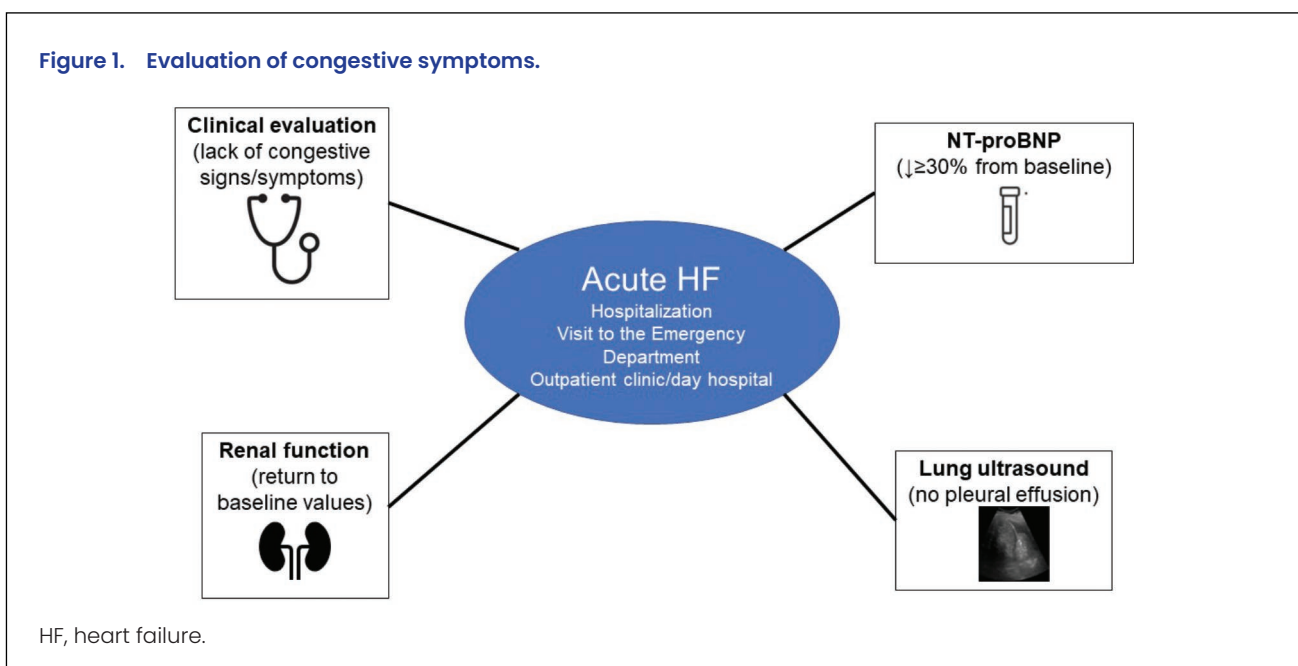 Figure 1. Evaluation of congestive symptoms.
Clinical evaluation
(lack of congestive
signs/symptoms)
NT-proBNP
(↓≥30% from baseline)
Acute HF
Hospitalization
Visit to the Emergency
Department
Outpatient clinic/day hospital
Renal function
(return to
baseline values)
Lung ultrasound
(no pleural effusion)
HF, heart failure.